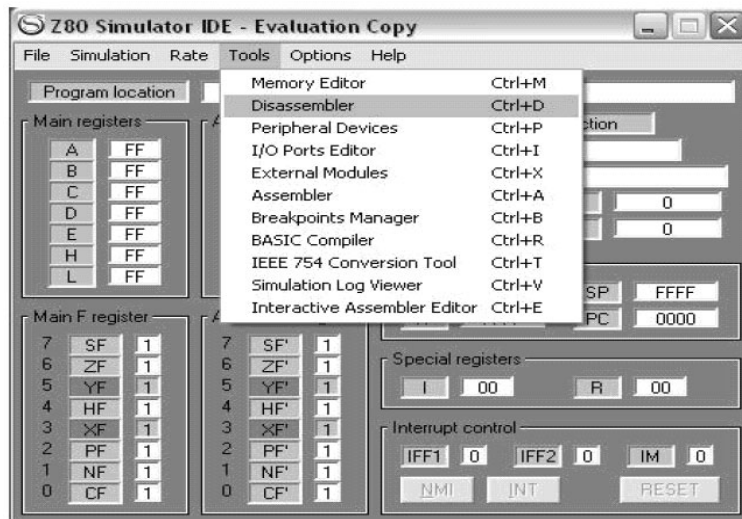 Z80 Simulator IDE - Evaluation Copy
File Simulation Rate Tools Options Help
Program location
Memory Editor Ctrl+M
Disassembler Ctrl+D
Peripheral Devices Ctrl+P
I/O Ports Editor Ctrl+I
External Modules Ctrl+X
Assembler Ctrl+A
Breakpoints Manager Ctrl+B
BASIC Compiler Ctrl+R
IEEE 754 Conversion Tool Ctrl+T
Simulation Log Viewer Ctrl+V
Interactive Assembler Editor Ctrl+E
Main registers
A FF
B FF
C FF
D FF
E FF
H FF
L FF
0
0
SP FFFF
PC 0000
Main F register
7 SF 1
6 ZF 1
5 YF 1
4 HF 1
3 XF 1
2 PF 1
1 NF 1
0 CF 1
7 SF' 1
6 ZF' 1
5 YF' 1
4 HF' 1
3 XF' 1
2 PF' 1
1 NF' 1
0 CF' 1
Special registers
I 00 R 00
Interrupt control
IFF1 0 IFF2 0 IM 0
NMI INT RESET